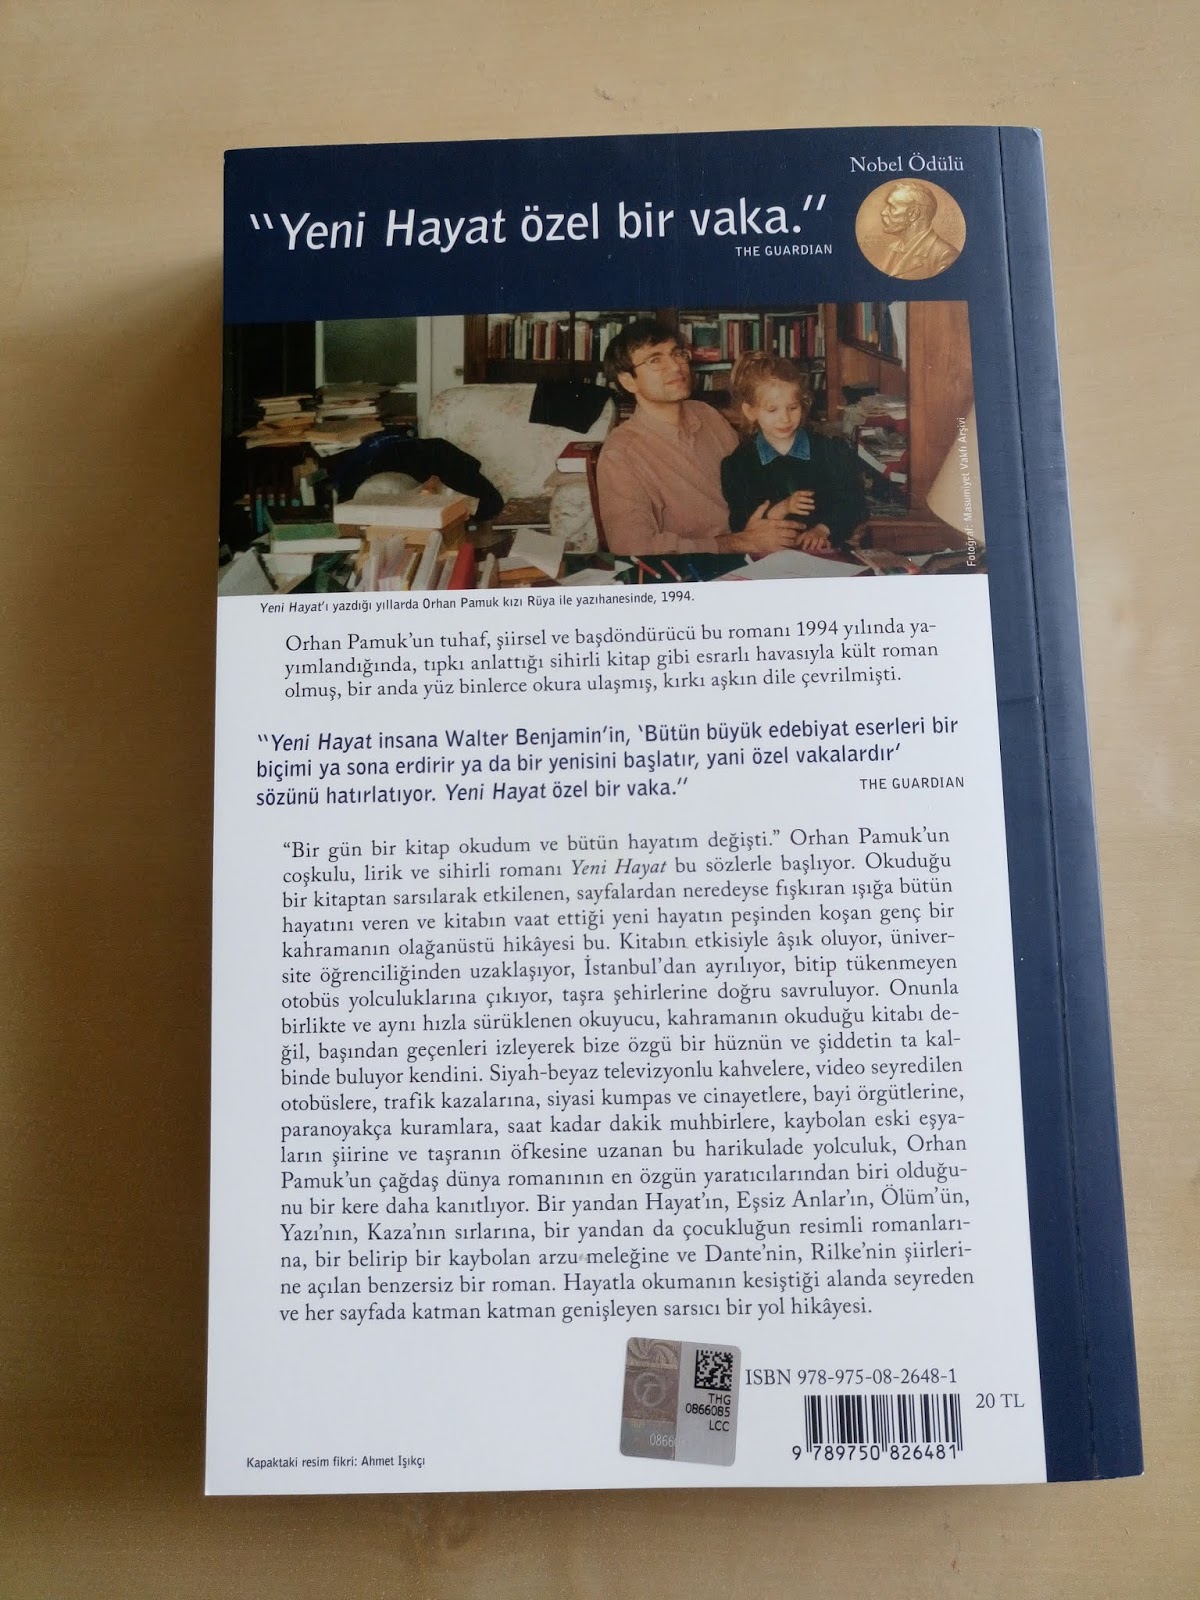 Nobel Ödülü
"Yeni Hayat özel bir vaka."
THE GUARDIAN
Fotoğraf: Masumiyet Vakfı Arşivi
Yeni Hayat'ı yazdığı yıllarda Orhan Pamuk kızı Rüya ile yazıhanesinde, 1994.
Orhan Pamuk'un tuhaf, şiirsel ve başdöndürücü bu romanı 1994 yılında ya-
yımlandığında, tıpkı anlattığı sihirli kitap gibi esrarlı havasıyla kült roman
olmuş, bir anda yüz binlerce okura ulaşmış, kırkı aşkın dile çevrilmişti.
"Yeni Hayat insana Walter Benjamin'in, 'Bütün büyük edebiyat eserleri bir
biçimi ya sona erdirir ya da bir yenisini başlatır, yani özel vakalardır'
sözünü hatırlatıyor. Yeni Hayat özel bir vaka."
THE GUARDIAN
"Bir gün bir kitap okudum ve bütün hayatım değişti." Orhan Pamuk'un
coşkulu, lirik ve sihirli romanı Yeni Hayat bu sözlerle başlıyor. Okuduğu
bir kitaptan sarsılarak etkilenen, sayfalardan neredeyse fışkıran ışığa bütün
hayatını veren ve kitabın vaat ettiği yeni hayatın peşinden koşan genç bir
kahramanın olağanüstü hikâyesi bu. Kitabın etkisiyle âşık oluyor, üniver-
site öğrenciliğinden uzaklaşıyor, İstanbul'dan ayrılıyor, bitip tükenmeyen
otobüs yolculuklarına çıkıyor, taşra şehirlerine doğru savruluyor. Onunla
birlikte ve aynı hızla sürüklenen okuyucu, kahramanın okuduğu kitabı de-
ğil, başından geçenleri izleyerek bize özgü bir hüznün ve şiddetin ta kal-
binde buluyor kendini. Siyah-beyaz televizyonlu kahvelere, video seyredilen
otobüslere, trafik kazalarına, siyasi kumpas ve cinayetlere, bayi örgütlerine,
paranoyakça kuramlara, saat kadar dakik muhbirlere, kaybolan eski eşya-
ların şiirine ve taşranın öfkesine uzanan bu harikulade yolculuk, Orhan
Pamuk'un çağdaş dünya romanının en özgün yaratıcılarından biri olduğu-
nu bir kere daha kanıtlıyor. Bir yandan Hayat'ın, Eşsiz Anlar'ın, Ölüm'ün,
Yazı'nın, Kaza'nın sırlarına, bir yandan da çocukluğun resimli romanları-
na, bir belirip bir kaybolan arzu meleğine ve Dante'nin, Rilke'nin şiirleri-
ne açılan benzersiz bir roman. Hayatla okumanın kesiştiği alanda seyreden
ve her sayfada katman katman genişleyen sarsıcı bir yol hikâyesi.
THG
0866085
LCC
0866
ISBN 978-975-08-2648-1
20 TL
9 789750 826481
Kapaktaki resim fikri: Ahmet Işıkçı